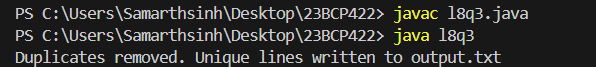 PS C:\Users\Samarthsinh\Desktop\23BCP422> javac l8q3.java
PS C:\Users\Samarthsinh\Desktop\23BCP422> java l8q3
Duplicates removed. Unique lines written to output.txt